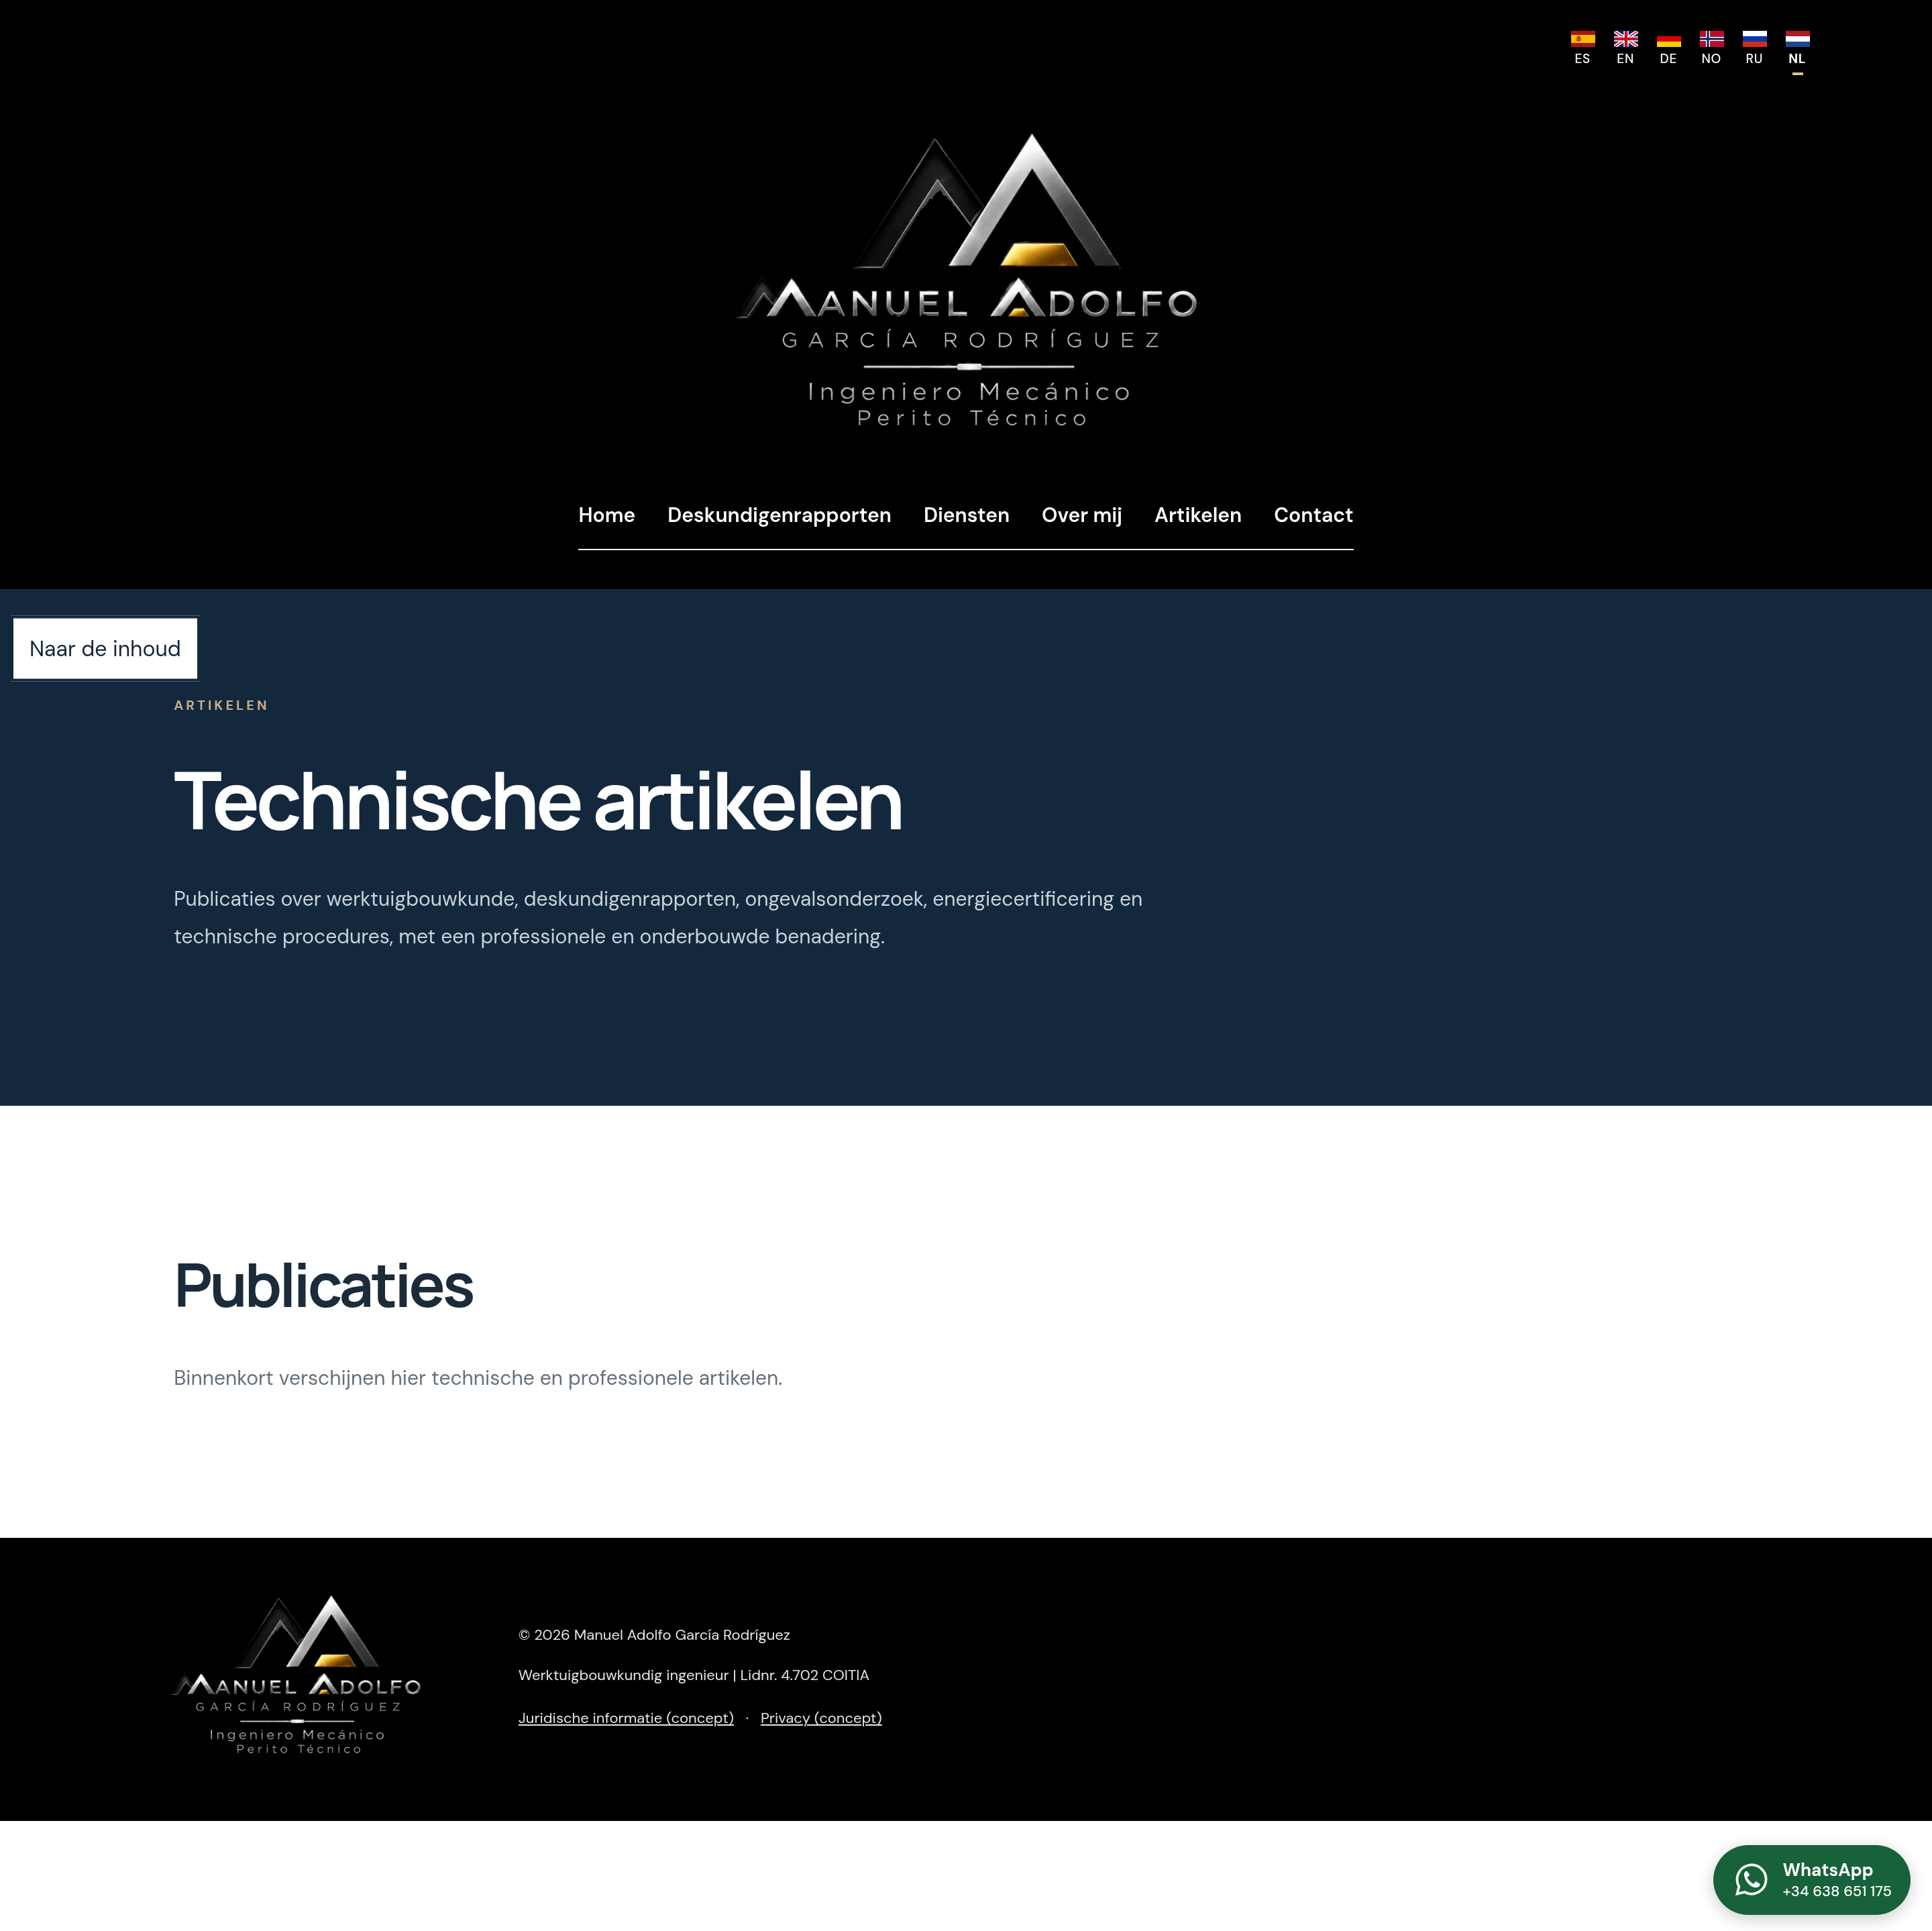 ES EN DE NO RU NL
MANUEL ADOLFO
GARCÍA RODRÍGUEZ
Ingeniero Mecánico
Perito Técnico
Home Deskundigenrapporten Diensten Over mij Artikelen Contact
Naar de inhoud
ARTIKELEN
Technische artikelen
Publicaties over werktuigbouwkunde, deskundigenrapporten, ongevalsonderzoek, energiecertificering en
technische procedures, met een professionele en onderbouwde benadering.
Publicaties
Binnenkort verschijnen hier technische en professionele artikelen.
MANUEL ADOLFO
GARCÍA RODRÍGUEZ
Ingeniero Mecánico
Perito Técnico
© 2026 Manuel Adolfo García Rodríguez
Werktuigbouwkundig ingenieur | Lidnr. 4.702 COITIA
Juridische informatie (concept) · Privacy (concept)
WhatsApp
+34 638 651 175